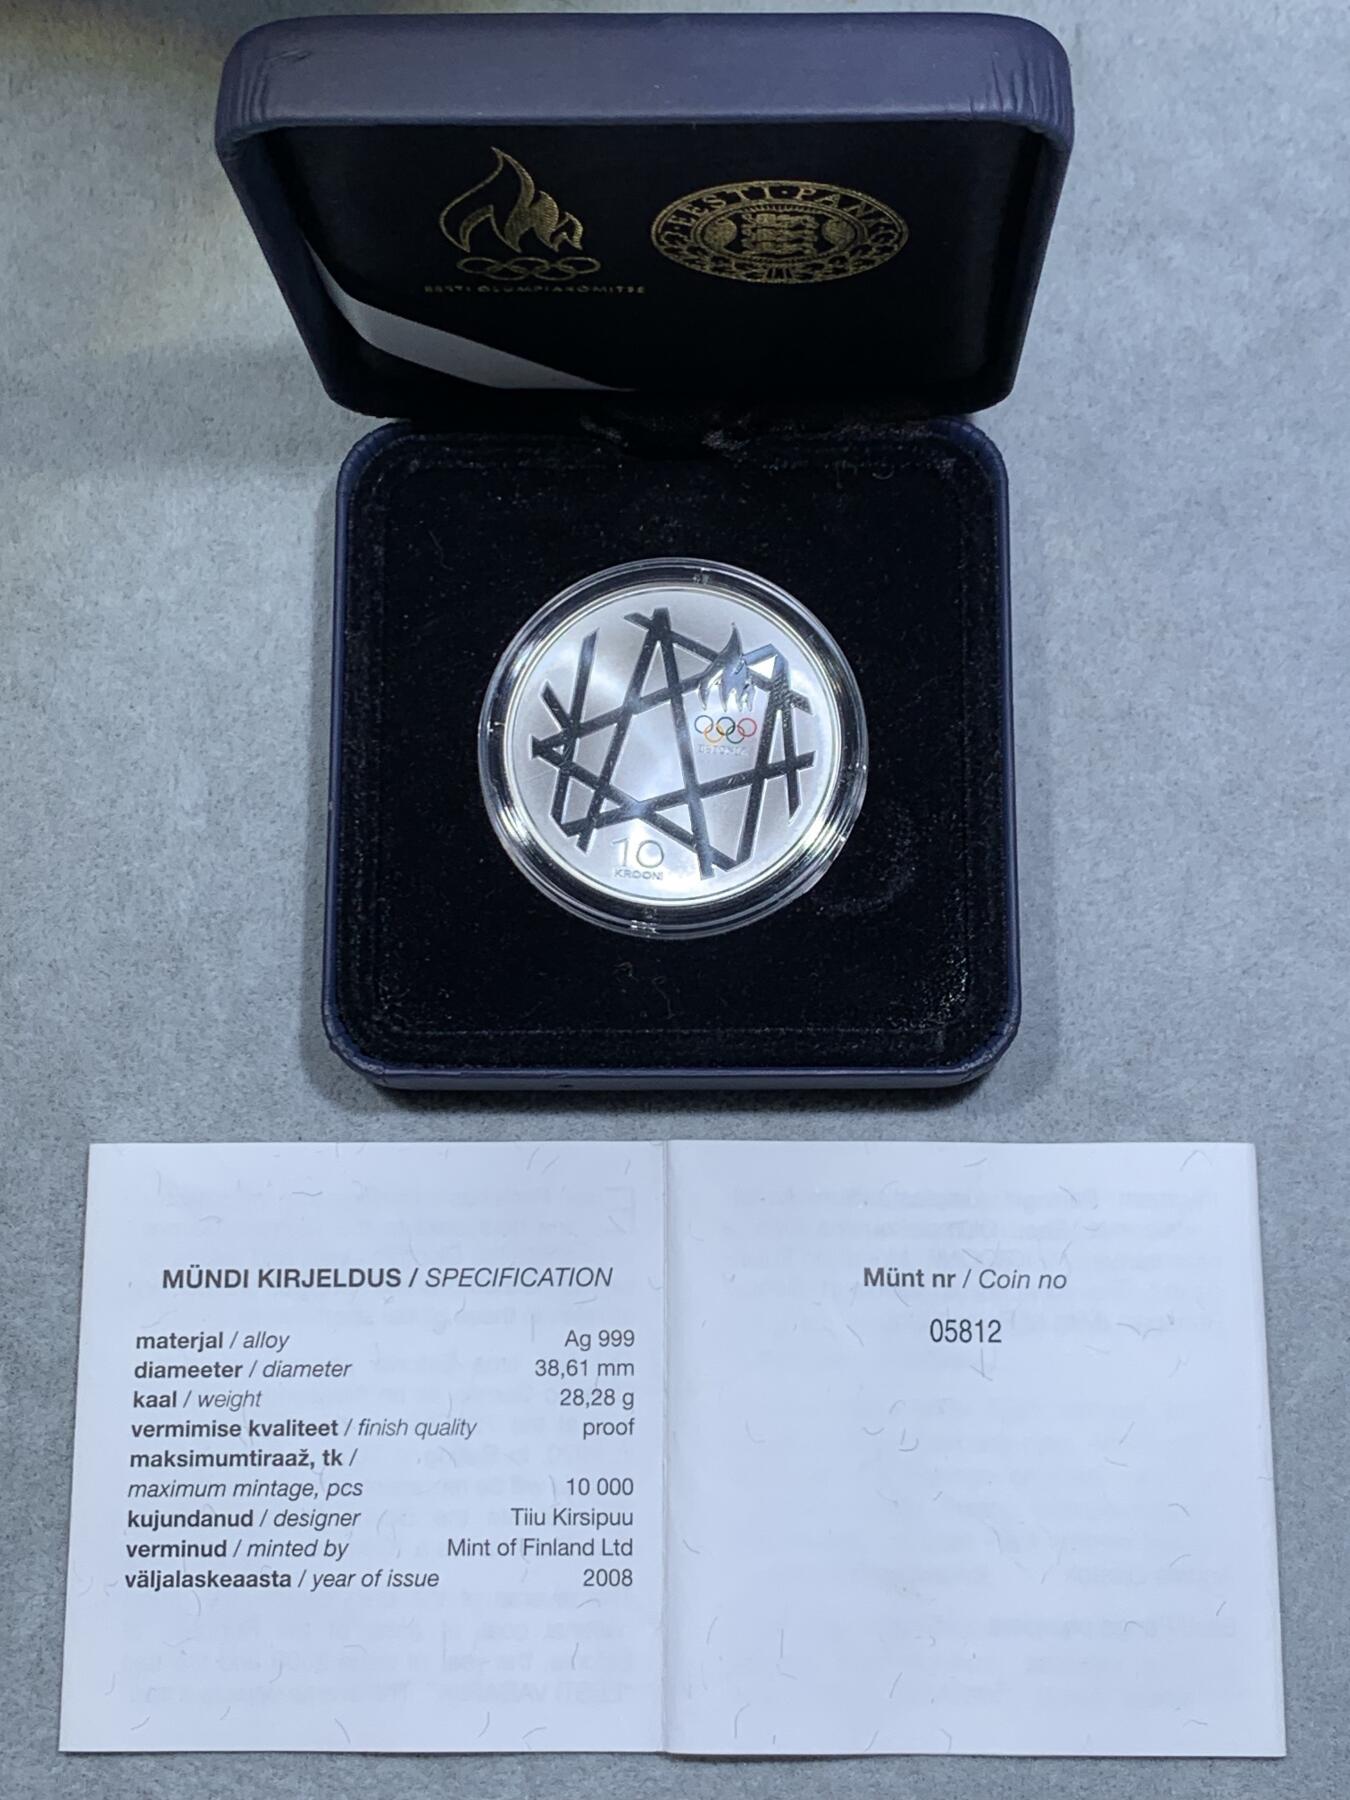 EESTI OLÜMPIAKOMITEE
EESTI PANK
ESTONIA
10
KROONI
MÜNDI KIRJELDUS / SPECIFICATION
materjal / alloy Ag 999
diameeter / diameter 38,61 mm
kaal / weight 28,28 g
vermimise kvaliteet / finish quality proof
maksimumtiraaž, tk /
maximum mintage, pcs 10 000
kujundanud / designer Tiiu Kirsipuu
verminud / minted by Mint of Finland Ltd
väljalaskeaasta / year of issue 2008
Münt nr / Coin no
05812